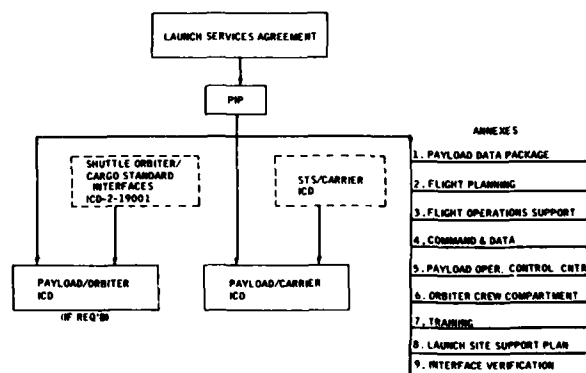 LAUNCH SERVICES AGREEMENT
PIP
SHUTTLE ORBITER/
CARGO STANDARD
INTERFACES
ICD-2-19001
STS/CARRIER
ICD
PAYLOAD/ORBITER
ICD
(IF REQ'D)
PAYLOAD/CARRIER
ICD
ANNEXES
1. PAYLOAD DATA PACKAGE
2. FLIGHT PLANNING
3. FLIGHT OPERATIONS SUPPORT
4. COMMAND & DATA
5. PAYLOAD OPER. CONTROL CNTR
6. ORBITER CREW COMPARTMENT
7. TRAINING
8. LAUNCH SITE SUPPORT PLAN
9. INTERFACE VERIFICATION